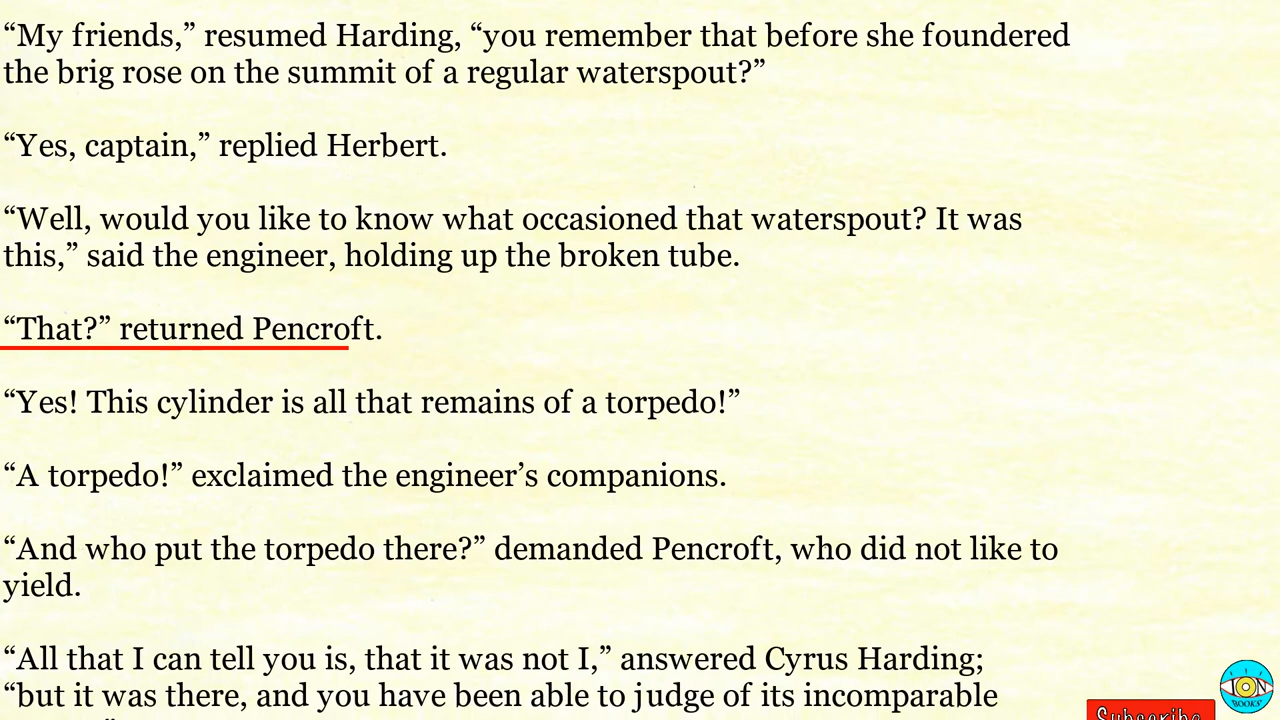 “My friends,” resumed Harding, “you remember that before she foundered
the brig rose on the summit of a regular waterspout?”
“Yes, captain,” replied Herbert.
“Well, would you like to know what occasioned that waterspout? It was
this,” said the engineer, holding up the broken tube.
“That?” returned Pencroft.
“Yes! This cylinder is all that remains of a torpedo!”
“A torpedo!” exclaimed the engineer’s companions.
“And who put the torpedo there?” demanded Pencroft, who did not like to
yield.
“All that I can tell you is, that it was not I,” answered Cyrus Harding;
“but it was there, and you have been able to judge of its incomparable
ION
BOOKS
Subscribe